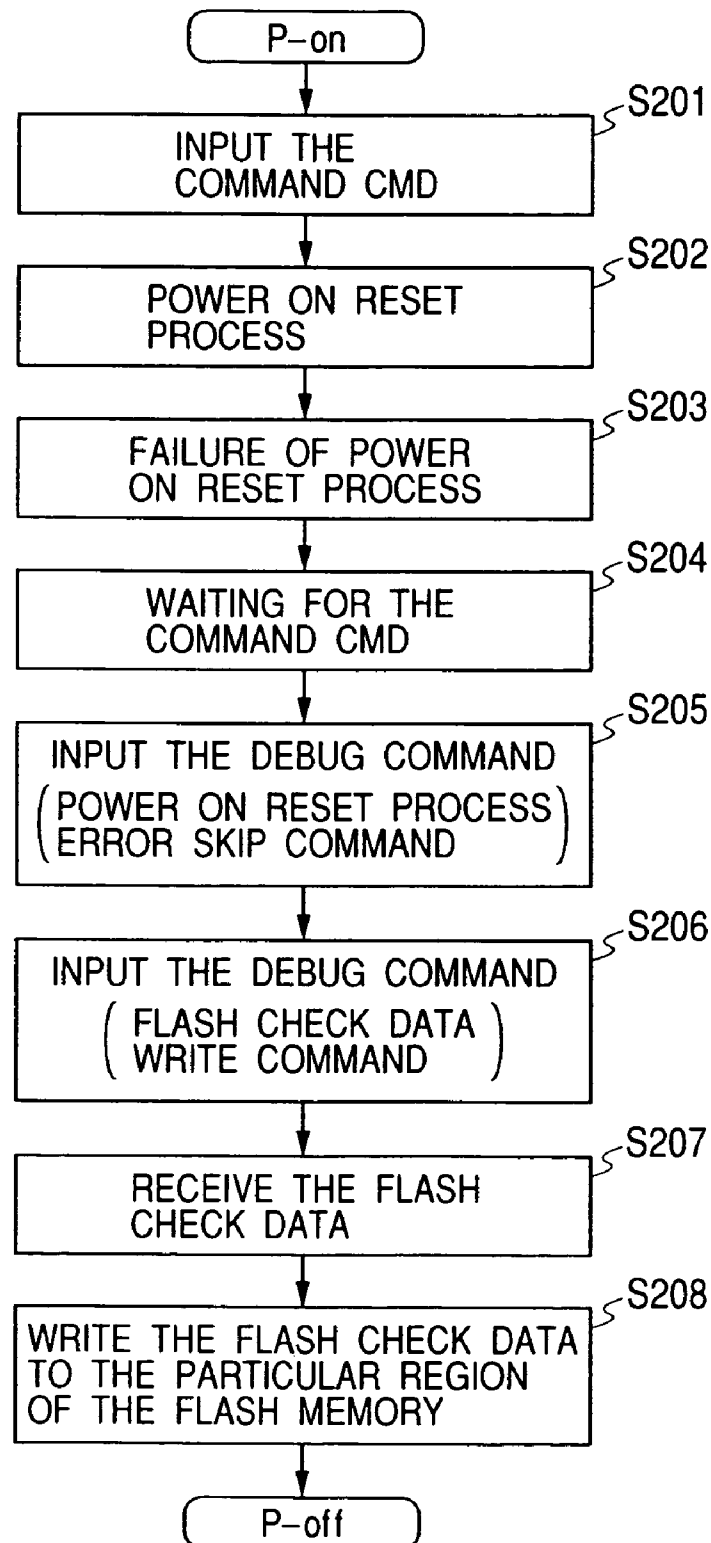 P-on
S201
INPUT THE
COMMAND CMD
S202
POWER ON RESET
PROCESS
S203
FAILURE OF POWER
ON RESET PROCESS
S204
WAITING FOR THE
COMMAND CMD
S205
INPUT THE DEBUG COMMAND
(POWER ON RESET PROCESS
ERROR SKIP COMMAND)
S206
INPUT THE DEBUG COMMAND
(FLASH CHECK DATA
WRITE COMMAND)
S207
RECEIVE THE FLASH
CHECK DATA
S208
WRITE THE FLASH CHECK DATA
TO THE PARTICULAR REGION
OF THE FLASH MEMORY
P-off